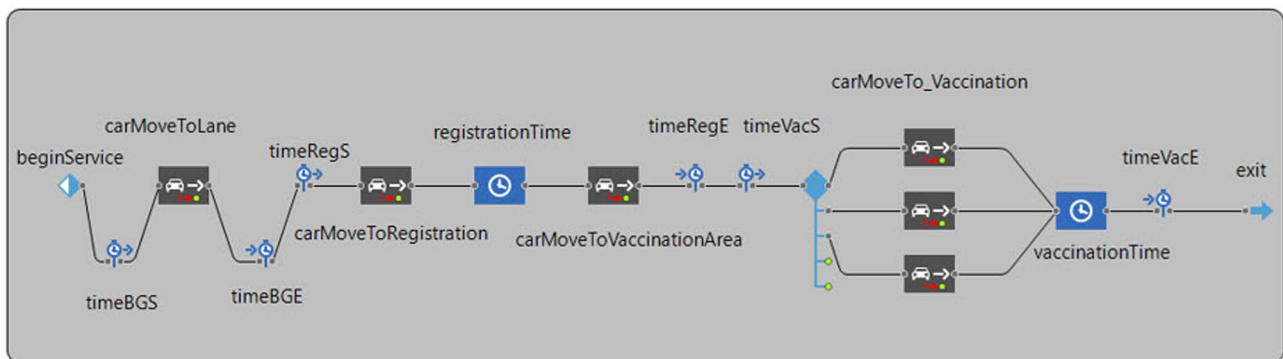 carMoveTo_Vaccination
carMoveToLane
registrationTime
timeRegE
timeVacS
beginService
timeRegS
timeVacE
exit
carMoveToRegistration
carMoveToVaccinationArea
vaccinationTime
timeBGS
timeBGE